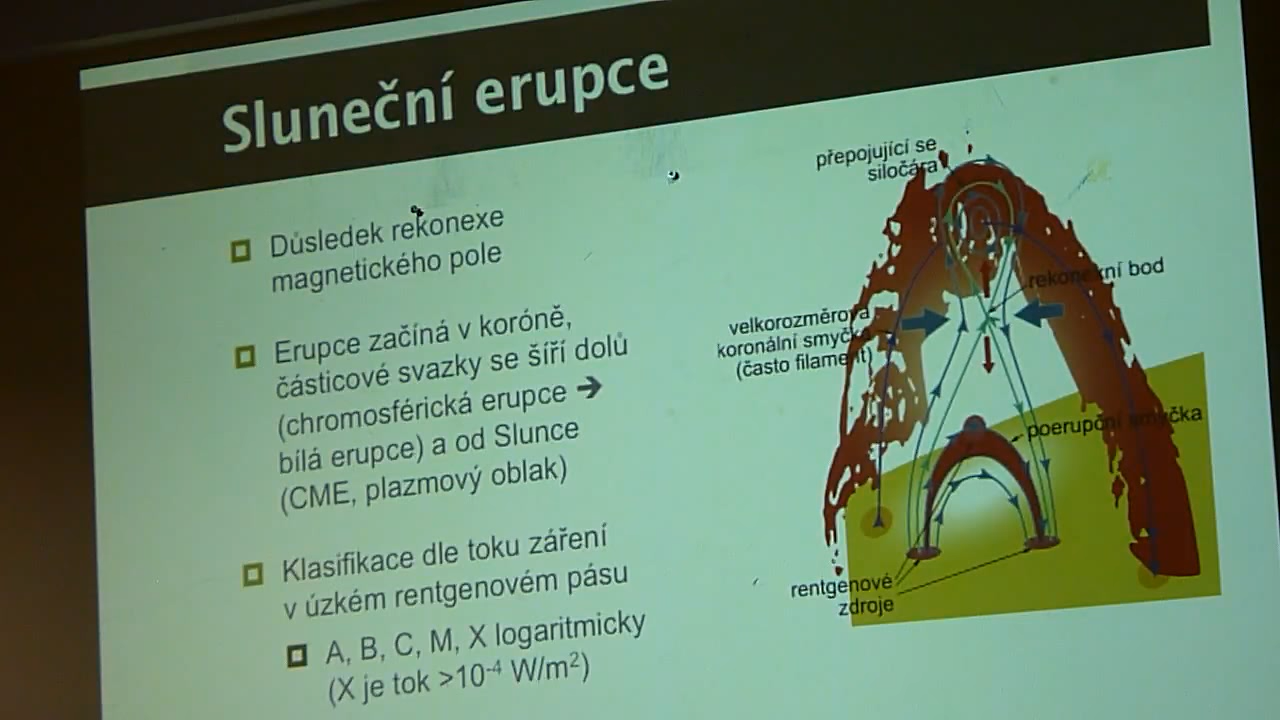 Sluneční erupce
Důsledek rekonexe
magnetického pole
Erupce začíná v koróně,
částicové svazky se šíří dolů
(chromosférická erupce ➔
bílá erupce) a od Slunce
(CME, plazmový oblak)
Klasifikace dle toku záření
v úzkém rentgenovém pásu
A, B, C, M, X logaritmicky
(X je tok >10⁻⁴ W/m²)
přepojující se
siločára
rekonexní bod
velkorozměrová
koronální smyčka
(často filament)
poerupční smyčka
rentgenové
zdroje